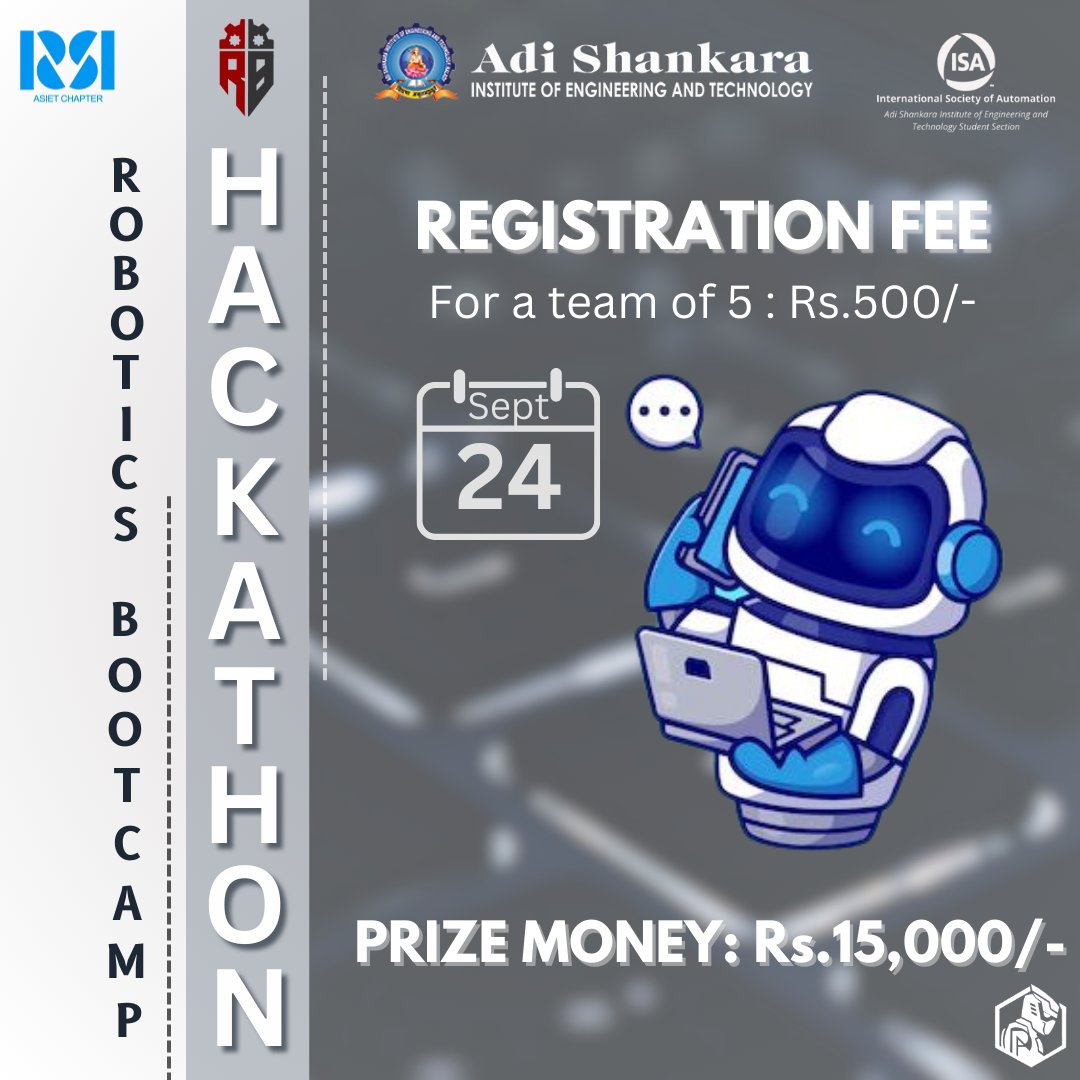 RSI
ASIET CHAPTER
RB
Adi Shankara
INSTITUTE OF ENGINEERING AND TECHNOLOGY
ISA
International Society of Automation
Adi Shankara Institute of Engineering and
Technology Student Section
ROBOTICS BOOTCAMP
HACKATHON
REGISTRATION FEE
For a team of 5 : Rs.500/-
Sept
24
PRIZE MONEY: Rs.15,000/-